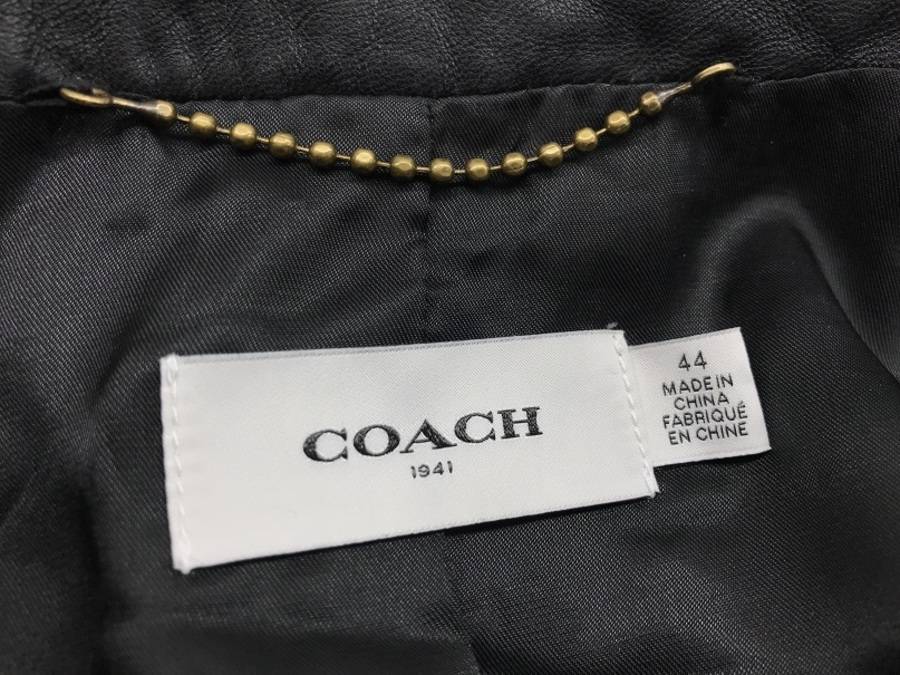 COACH
1941
44
MADE IN
CHINA
FABRIQUÉ
EN CHINE